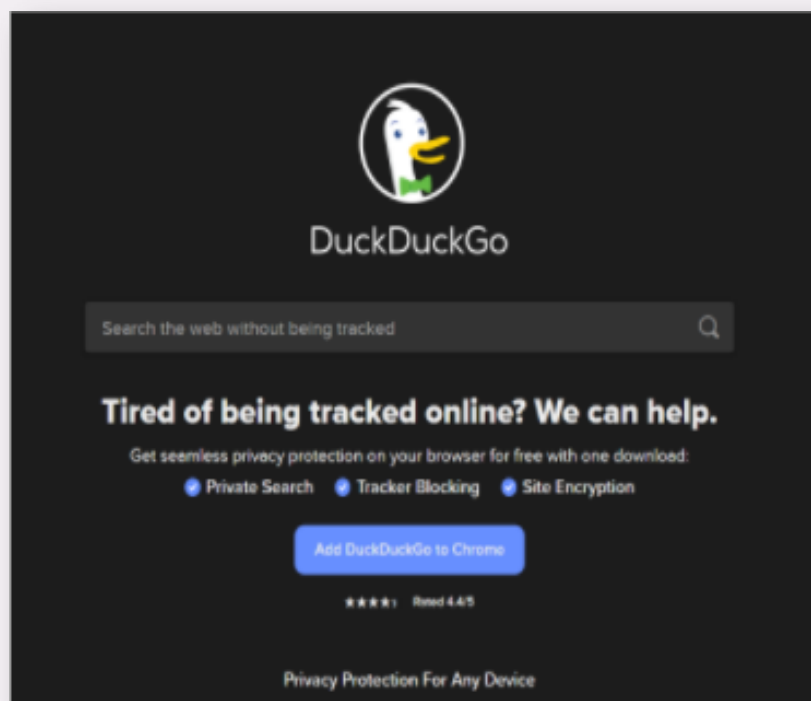 DuckDuckGo
Search the web without being tracked
Tired of being tracked online? We can help.
Get seamless privacy protection on your browser for free with one download:
Private Search Tracker Blocking Site Encryption
Add DuckDuckGo to Chrome
Rated 4.4/5
Privacy Protection For Any Device